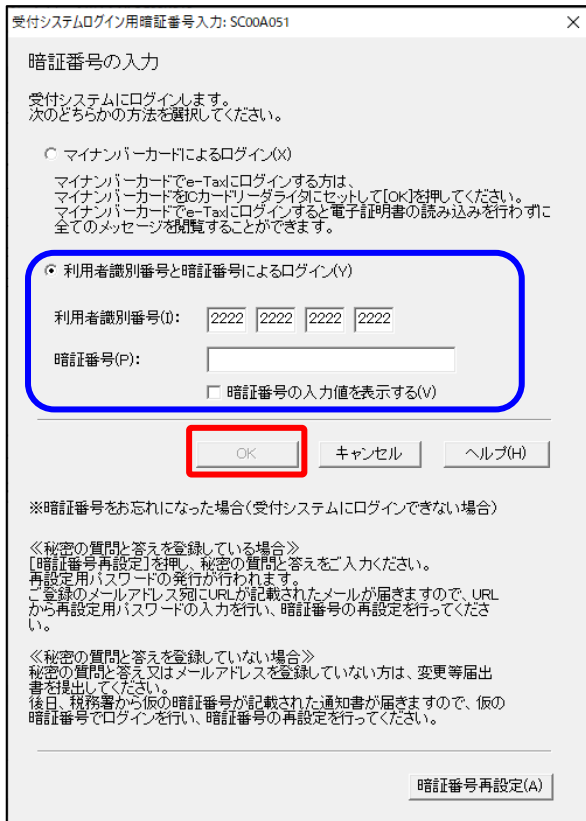 受付システムログイン用暗証番号入力: SC00A051
暗証番号の入力
受付システムにログインします。
次のどちらかの方法を選択してください。
マイナンバーカードによるログイン(X)
マイナンバーカードでe-Taxにログインする方は、
マイナンバーカードをICカードリーダライタにセットして[OK]を押してください。
マイナンバーカードでe-Taxにログインすると電子証明書の読み込みを行わずに
全てのメッセージを閲覧することができます。
利用者識別番号と暗証番号によるログイン(Y)
利用者識別番号(I): 2222 2222 2222 2222
暗証番号(P):
暗証番号の入力値を表示する(V)
OK キャンセル ヘルプ(H)
※暗証番号をお忘れになった場合(受付システムにログインできない場合)
≪秘密の質問と答えを登録している場合≫
[暗証番号再設定]を押し、秘密の質問と答えをご入力ください。
再設定用パスワードの発行が行われます。
ご登録のメールアドレス宛にURLが記載されたメールが届きますので、URL
から再設定用パスワードの入力を行い、暗証番号の再設定を行ってくださ
い。
≪秘密の質問と答えを登録していない場合≫
秘密の質問と答え又はメールアドレスを登録していない方は、変更等届出
書を提出してください。
後日、税務署から仮の暗証番号が記載された通知書が届きますので、仮の
暗証番号でログインを行い、暗証番号の再設定を行ってください。
暗証番号再設定(A)